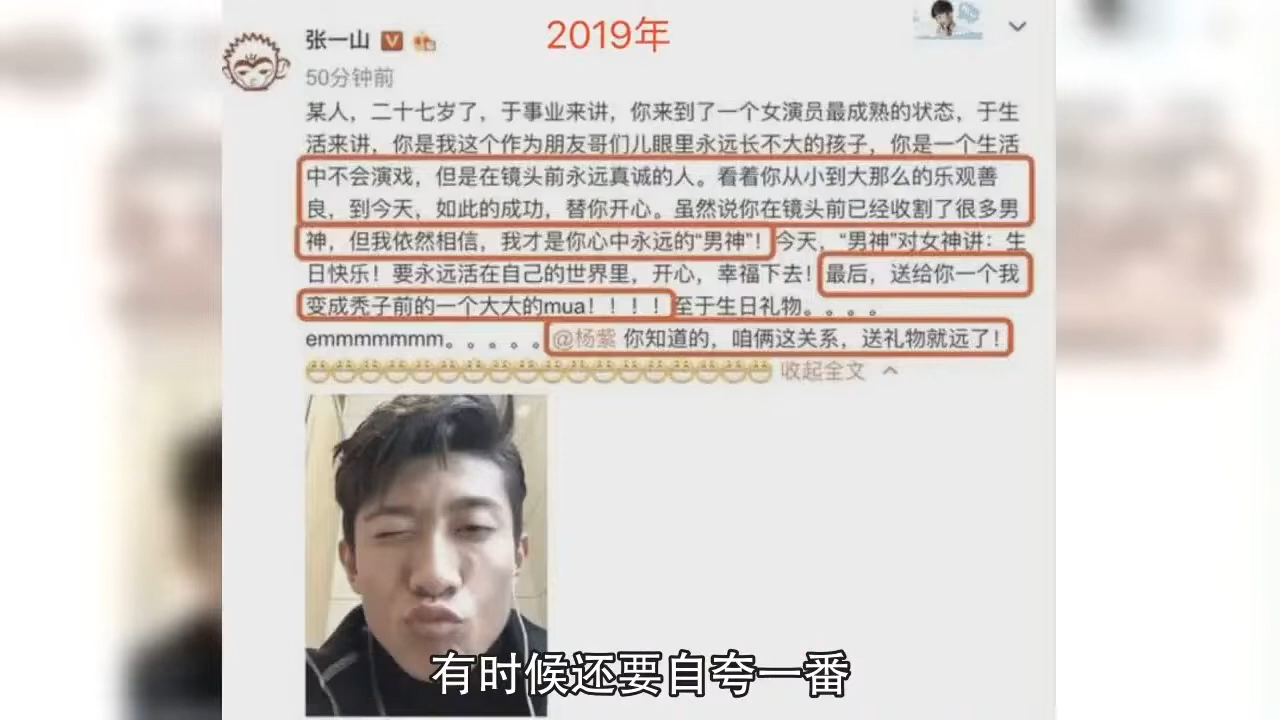 2019年
张一山
50分钟前
某人，二十七岁了，于事业来讲，你来到了一个女演员最成熟的状态，于生
活来讲，你是我这个作为朋友哥们儿眼里永远长不大的孩子，你是一个生活
中不会演戏，但是在镜头前永远真诚的人。看着你从小到大那么的乐观善
良，到今天，如此的成功，替你开心。虽然说你在镜头前已经收割了很多男
神，但我依然相信，我才是你心中永远的“男神”！今天，“男神”对女神讲：生
日快乐！要永远活在自己的世界里，开心，幸福下去！最后，送给你一个我
变成秃子前的一个大大的mua！！！！至于生日礼物。。。。
emmmmmmm。。。。。@杨紫 你知道的，咱俩这关系，送礼物就远了！
收起全文
有时候还要自夸一番